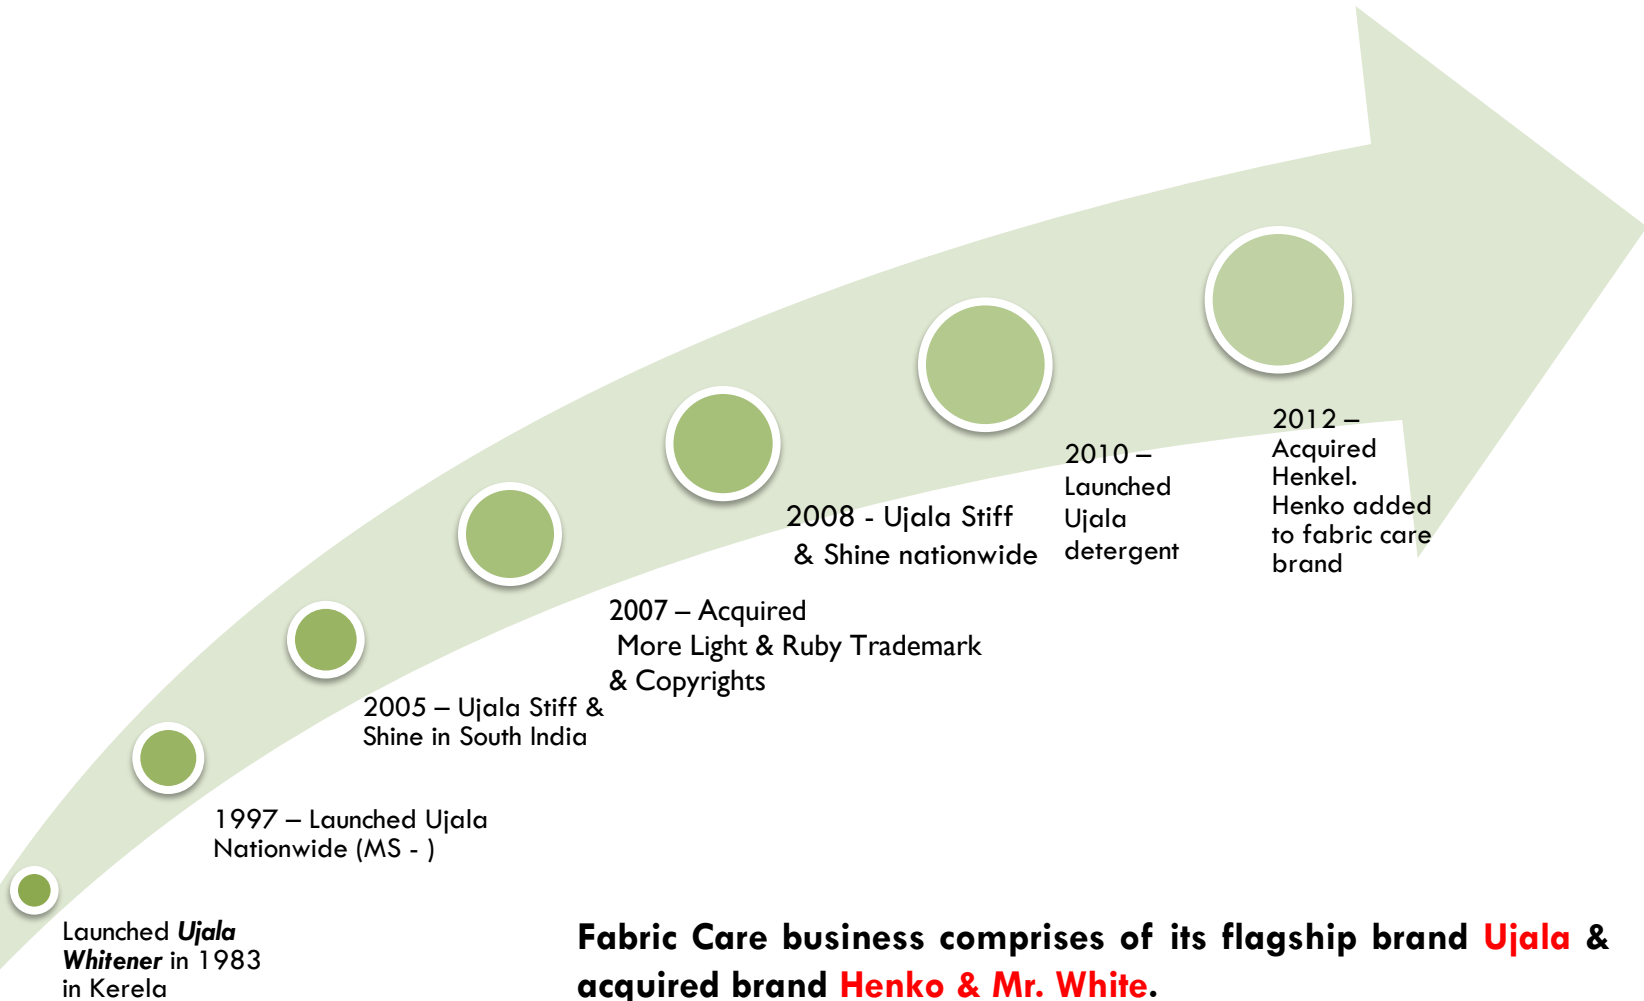 Launched Ujala
Whitener in 1983
in Kerela
1997 – Launched Ujala
Nationwide (MS - )
2005 – Ujala Stiff &
Shine in South India
2007 – Acquired
More Light & Ruby Trademark
& Copyrights
2008 - Ujala Stiff
& Shine nationwide
2010 –
Launched
Ujala
detergent
2012 –
Acquired
Henkel.
Henko added
to fabric care
brand
Fabric Care business comprises of its flagship brand Ujala &
acquired brand Henko & Mr. White.